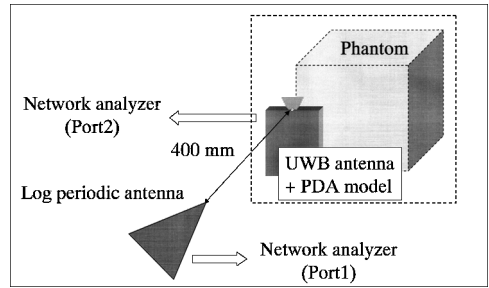 Phantom
Network analyzer
(Port2)
400 mm
UWB antenna
+ PDA model
Log periodic antenna
Network analyzer
(Port1)